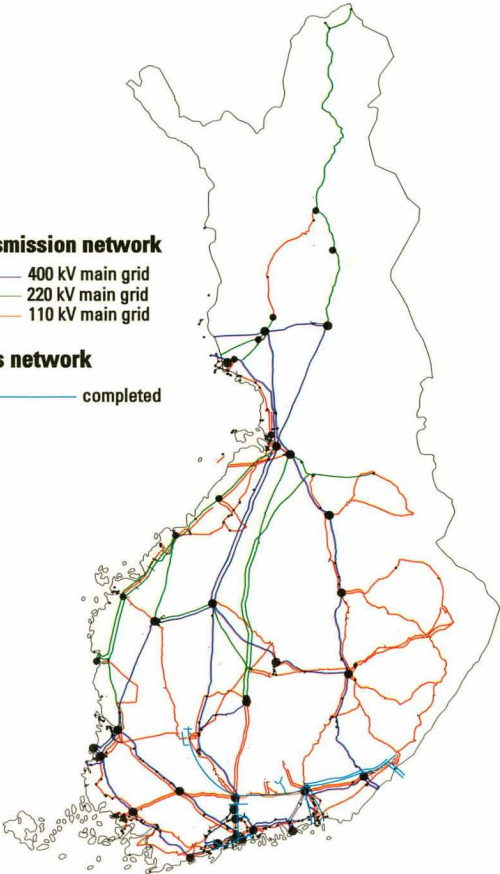 smission network
400 kV main grid
220 kV main grid
110 kV main grid
s network
completed